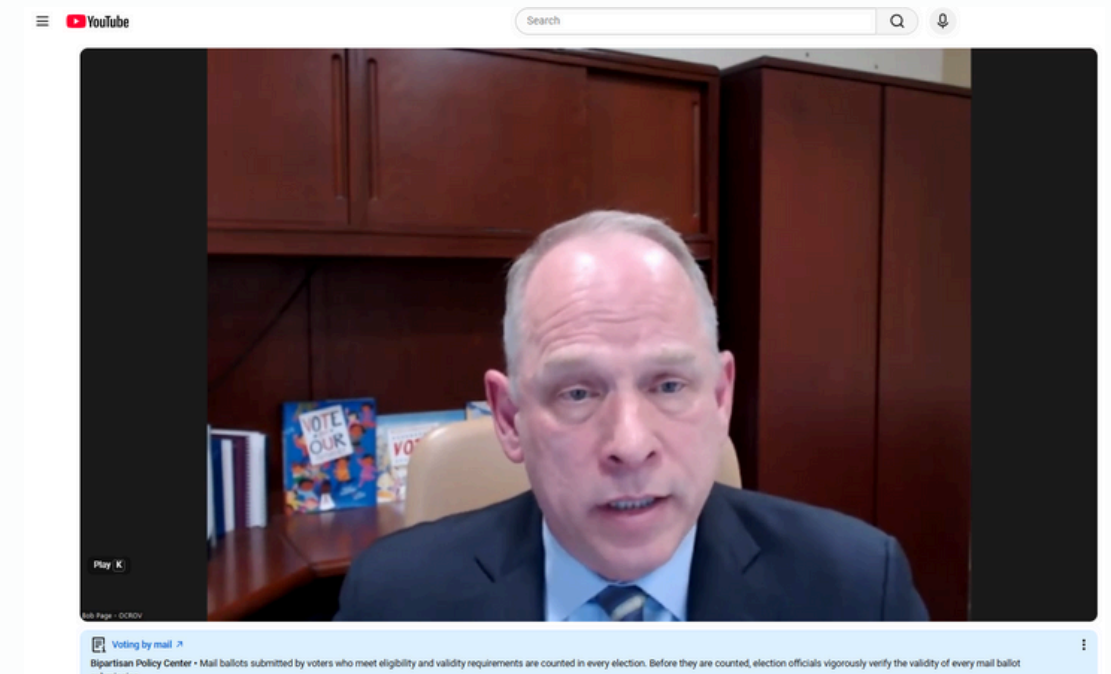 YouTube
Search
VOTE
OUR
VO
Play K
Bob Page - OCROV
Voting by mail
Bipartisan Policy Center • Mail ballots submitted by voters who meet eligibility and validity requirements are counted in every election. Before they are counted, election officials vigorously verify the validity of every mail ballot